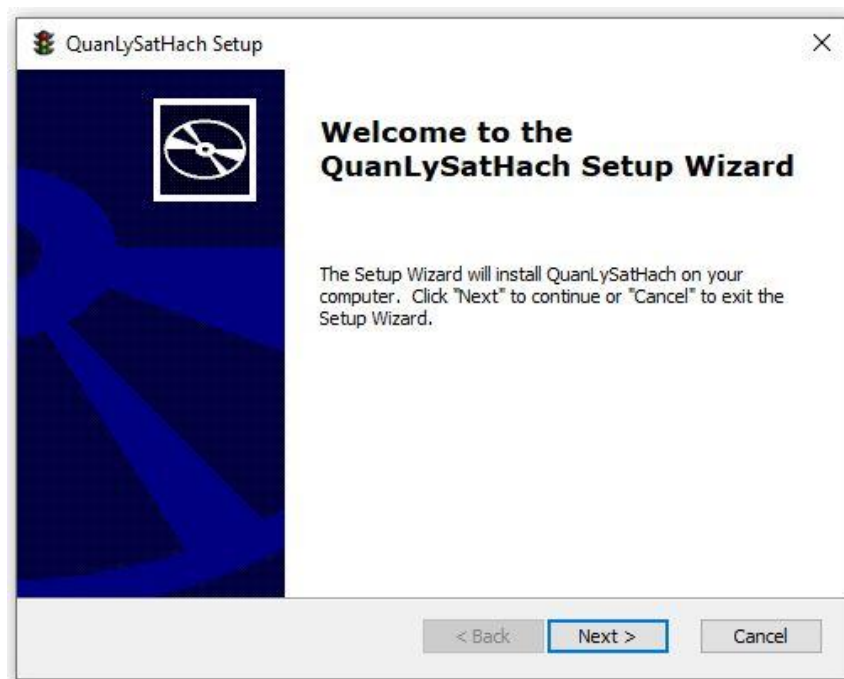 QuanLySatHach Setup
Welcome to the
QuanLySatHach Setup Wizard
The Setup Wizard will install QuanLySatHach on your
computer. Click "Next" to continue or "Cancel" to exit the
Setup Wizard.
< Back Next > Cancel